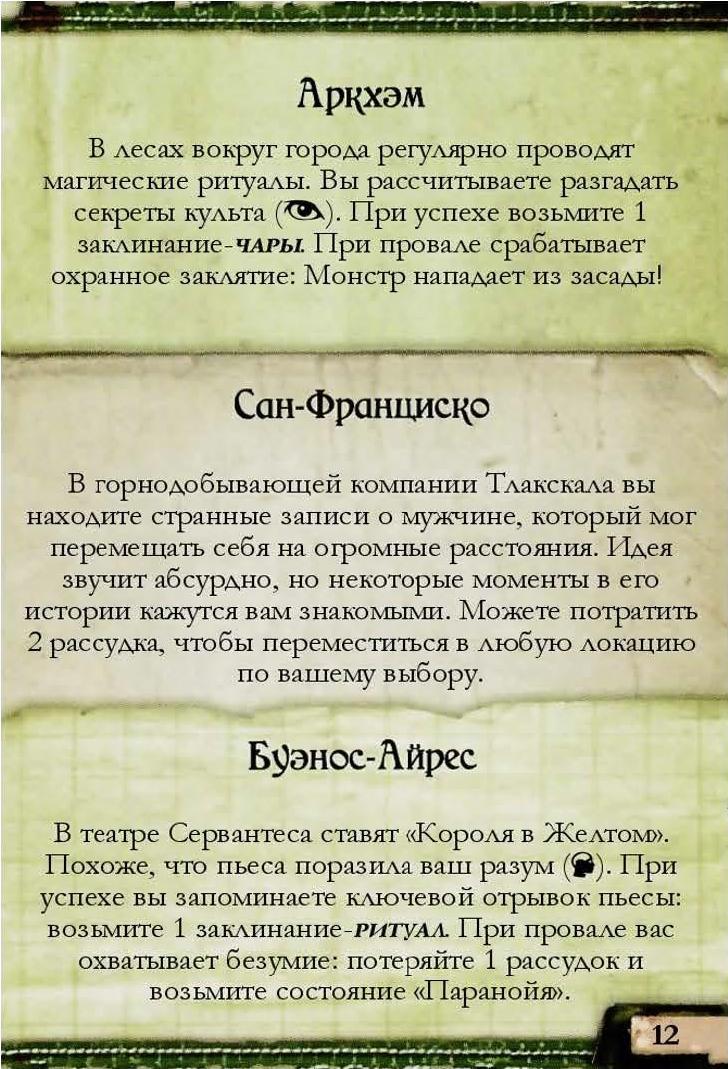 Аркхэм
В лесах вокруг города регулярно проводят
магические ритуалы. Вы рассчитываете разгадать
секреты культа (). При успехе возьмите 1
заклинание-ЧАРЫ. При провале срабатывает
охранное заклятие: Монстр нападает из засады!
Сан-Франциско
В горнодобывающей компании Тлакскала вы
находите странные записи о мужчине, который мог
перемещать себя на огромные расстояния. Идея
звучит абсурдно, но некоторые моменты в его
истории кажутся вам знакомыми. Можете потратить
2 рассудка, чтобы переместиться в любую локацию
по вашему выбору.
Буэнос-Айрес
В театре Сервантеса ставят «Короля в Желтом».
Похоже, что пьеса поразила ваш разум (). При
успехе вы запоминаете ключевой отрывок пьесы:
возьмите 1 заклинание-РИТУАЛ. При провале вас
охватывает безумие: потеряйте 1 рассудок и
возьмите состояние «Паранойя».
12